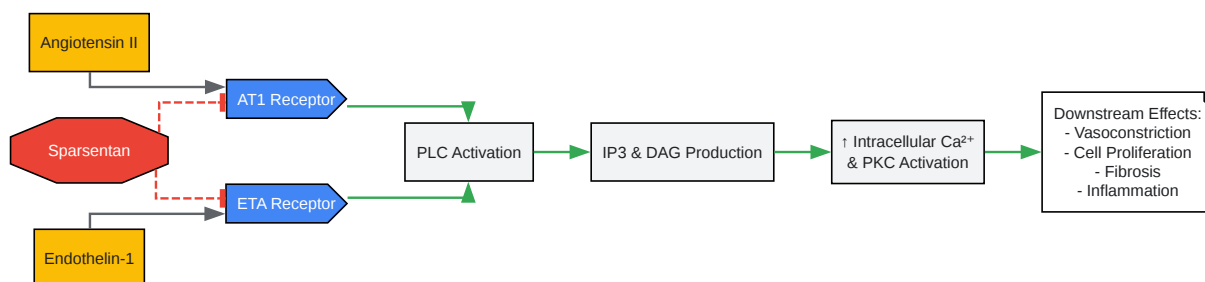 Angiotensin II
AT1 Receptor
Sparsentan
ETA Receptor
Endothelin-1
PLC Activation
IP3 & DAG Production
↑ Intracellular Ca²⁺
& PKC Activation
Downstream Effects:
- Vasoconstriction
- Cell Proliferation
- Fibrosis
- Inflammation